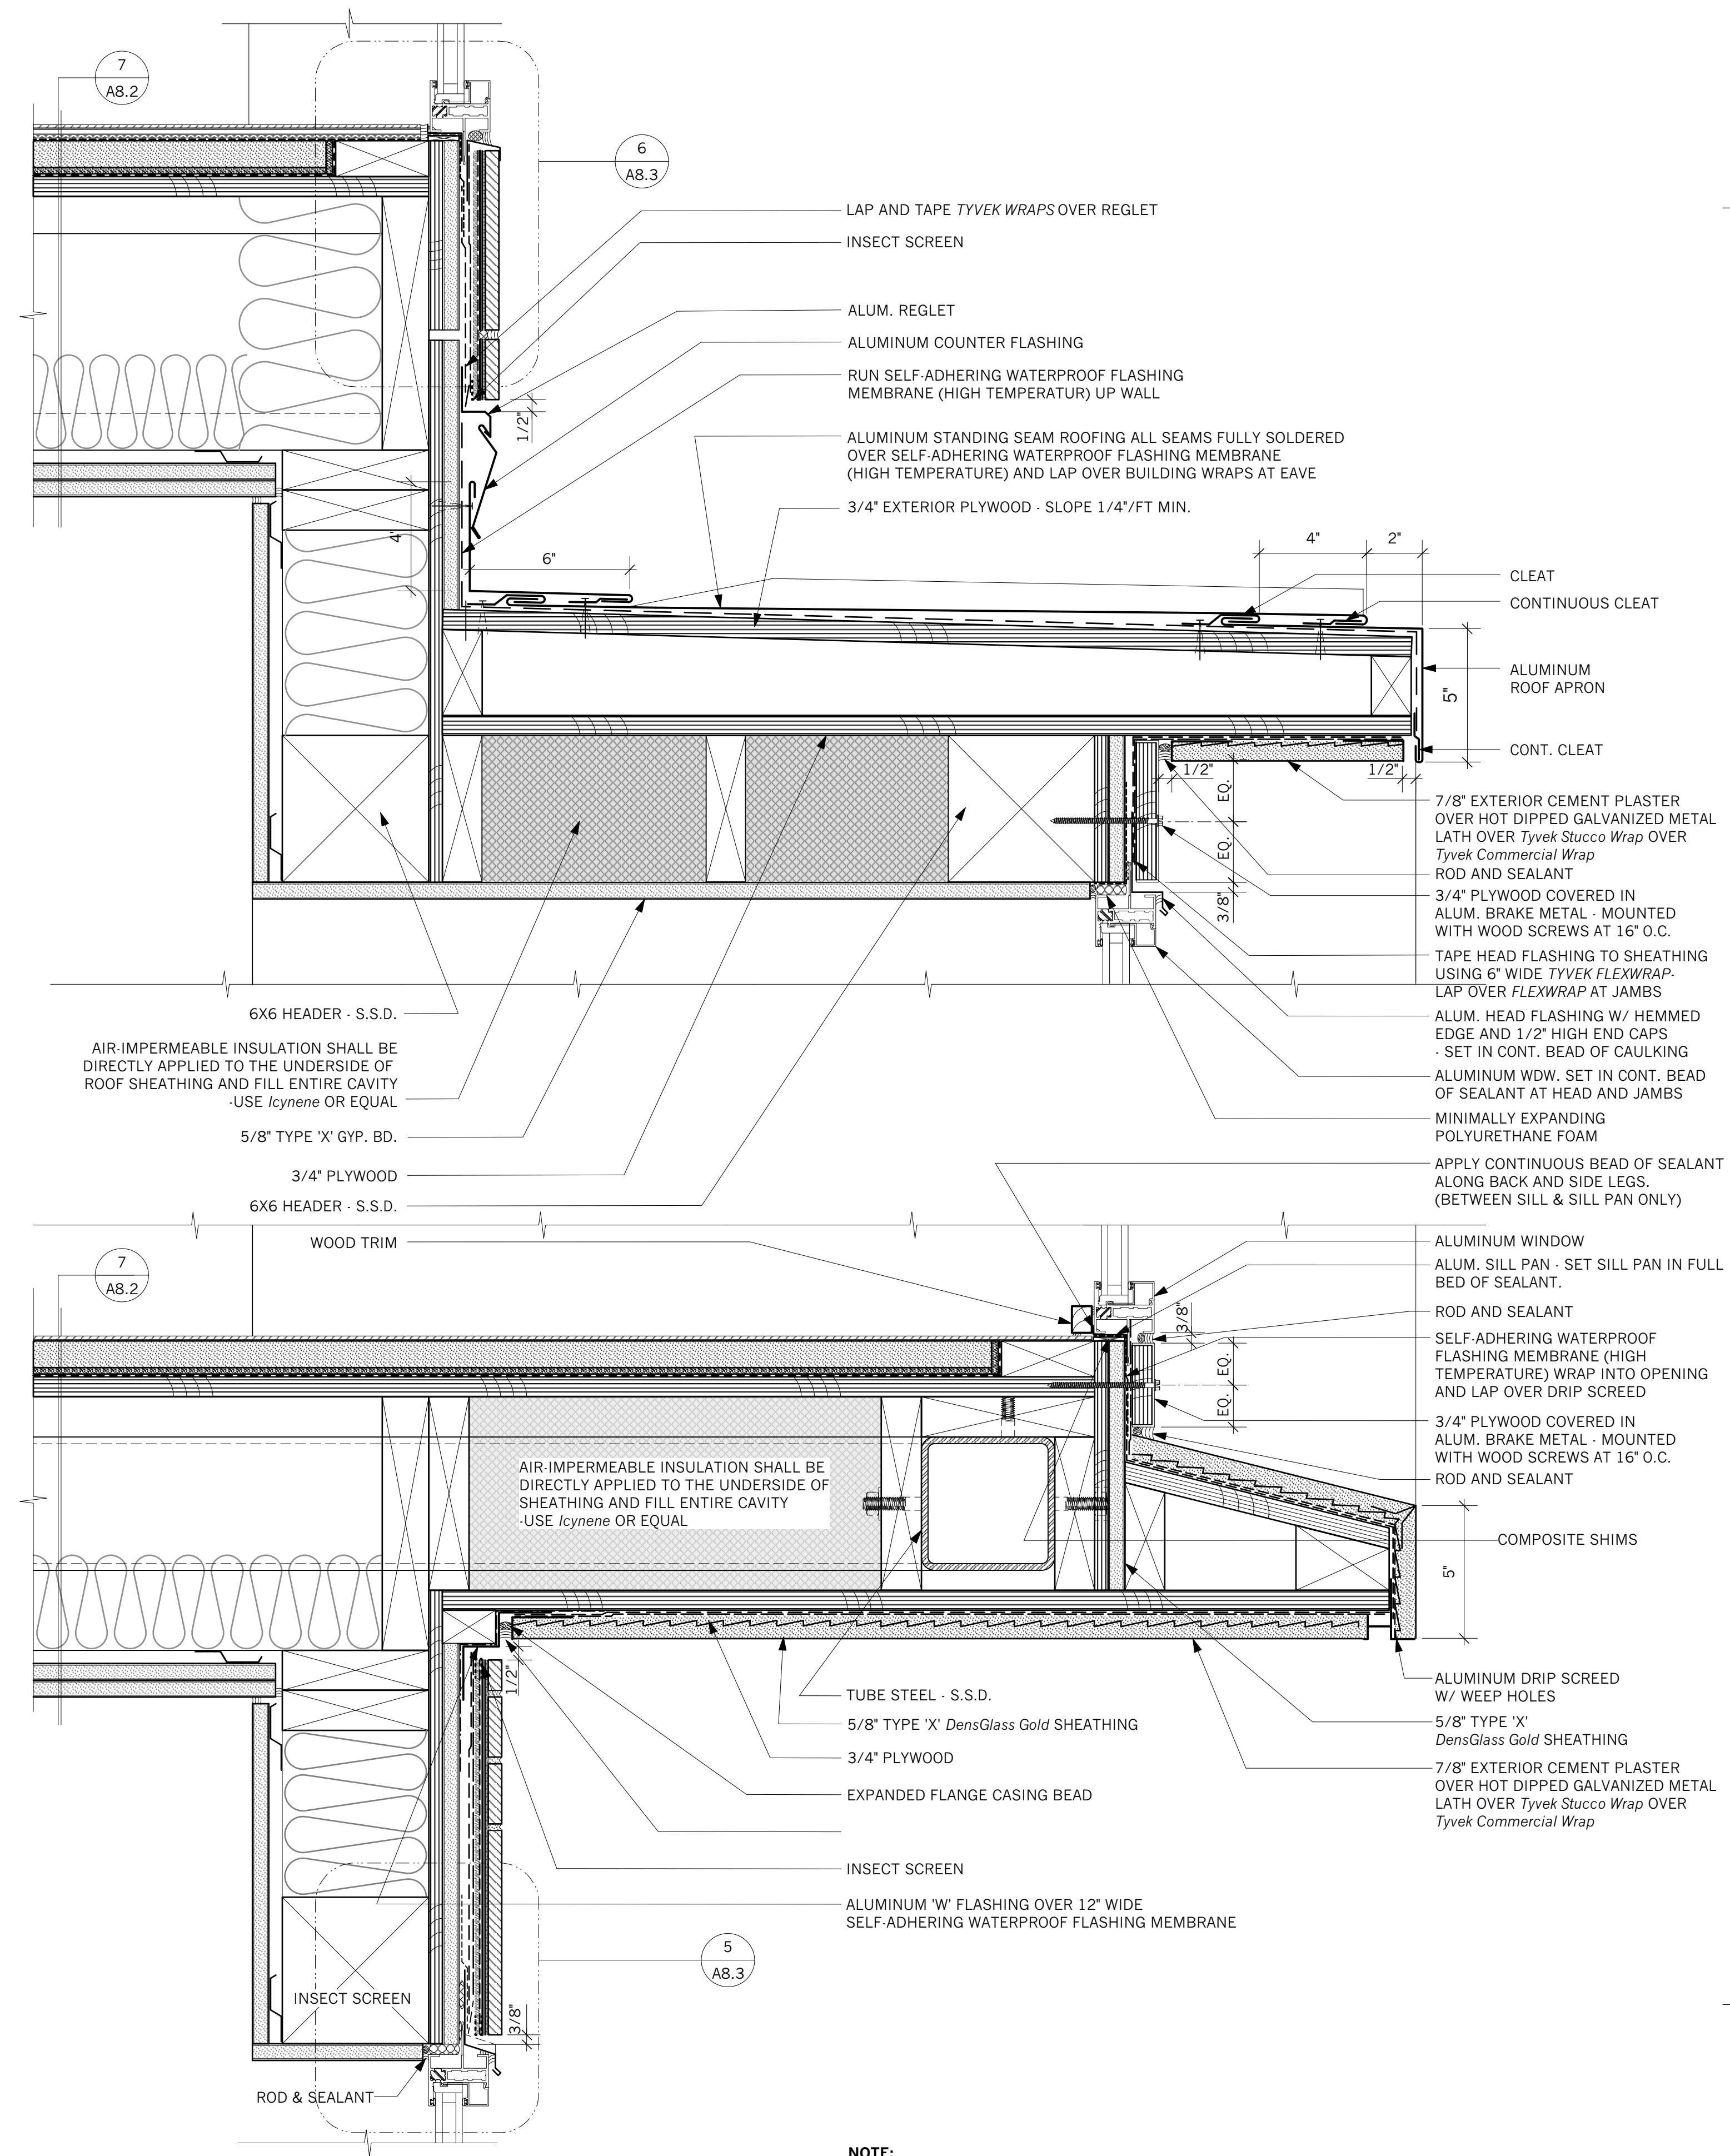 7
A8.2
6
A8.3
LAP AND TAPE TYVEK WRAPS OVER REGLET
INSECT SCREEN
ALUM. REGLET
ALUMINUM COUNTER FLASHING
RUN SELF-ADHERING WATERPROOF FLASHING
MEMBRANE (HIGH TEMPERATUR) UP WALL
1/2"
ALUMINUM STANDING SEAM ROOFING ALL SEAMS FULLY SOLDERED
OVER SELF-ADHERING WATERPROOF FLASHING MEMBRANE
(HIGH TEMPERATURE) AND LAP OVER BUILDING WRAPS AT EAVE
3/4" EXTERIOR PLYWOOD - SLOPE 1/4"/FT MIN.
4"
6"
4"
2"
CLEAT
CONTINUOUS CLEAT
ALUMINUM
ROOF APRON
5"
CONT. CLEAT
1/2"
1/2"
EQ.
EQ.
3/8"
7/8" EXTERIOR CEMENT PLASTER
OVER HOT DIPPED GALVANIZED METAL
LATH OVER Tyvek Stucco Wrap OVER
Tyvek Commercial Wrap
ROD AND SEALANT
3/4" PLYWOOD COVERED IN
ALUM. BRAKE METAL - MOUNTED
WITH WOOD SCREWS AT 16" O.C.
TAPE HEAD FLASHING TO SHEATHING
USING 6" WIDE TYVEK FLEXWRAP-
LAP OVER FLEXWRAP AT JAMBS
ALUM. HEAD FLASHING W/ HEMMED
EDGE AND 1/2" HIGH END CAPS
- SET IN CONT. BEAD OF CAULKING
ALUMINUM WDW. SET IN CONT. BEAD
OF SEALANT AT HEAD AND JAMBS
MINIMALLY EXPANDING
POLYURETHANE FOAM
6X6 HEADER - S.S.D.
AIR-IMPERMEABLE INSULATION SHALL BE
DIRECTLY APPLIED TO THE UNDERSIDE OF
ROOF SHEATHING AND FILL ENTIRE CAVITY
-USE Icynene OR EQUAL
5/8" TYPE 'X' GYP. BD.
3/4" PLYWOOD
6X6 HEADER - S.S.D.
WOOD TRIM
7
A8.2
APPLY CONTINUOUS BEAD OF SEALANT
ALONG BACK AND SIDE LEGS.
(BETWEEN SILL & SILL PAN ONLY)
ALUMINUM WINDOW
ALUM. SILL PAN - SET SILL PAN IN FULL
BED OF SEALANT.
3/8"
EQ.
EQ.
ROD AND SEALANT
SELF-ADHERING WATERPROOF
FLASHING MEMBRANE (HIGH
TEMPERATURE) WRAP INTO OPENING
AND LAP OVER DRIP SCREED
3/4" PLYWOOD COVERED IN
ALUM. BRAKE METAL - MOUNTED
WITH WOOD SCREWS AT 16" O.C.
ROD AND SEALANT
AIR-IMPERMEABLE INSULATION SHALL BE
DIRECTLY APPLIED TO THE UNDERSIDE OF
SHEATHING AND FILL ENTIRE CAVITY
-USE Icynene OR EQUAL
COMPOSITE SHIMS
5"
1/2"
TUBE STEEL - S.S.D.
5/8" TYPE 'X' DensGlass Gold SHEATHING
3/4" PLYWOOD
EXPANDED FLANGE CASING BEAD
INSECT SCREEN
ALUMINUM 'W' FLASHING OVER 12" WIDE
SELF-ADHERING WATERPROOF FLASHING MEMBRANE
ALUMINUM DRIP SCREED
W/ WEEP HOLES
5/8" TYPE 'X'
DensGlass Gold SHEATHING
7/8" EXTERIOR CEMENT PLASTER
OVER HOT DIPPED GALVANIZED METAL
LATH OVER Tyvek Stucco Wrap OVER
Tyvek Commercial Wrap
5
A8.3
INSECT SCREEN
3/8"
ROD & SEALANT
NOTE: